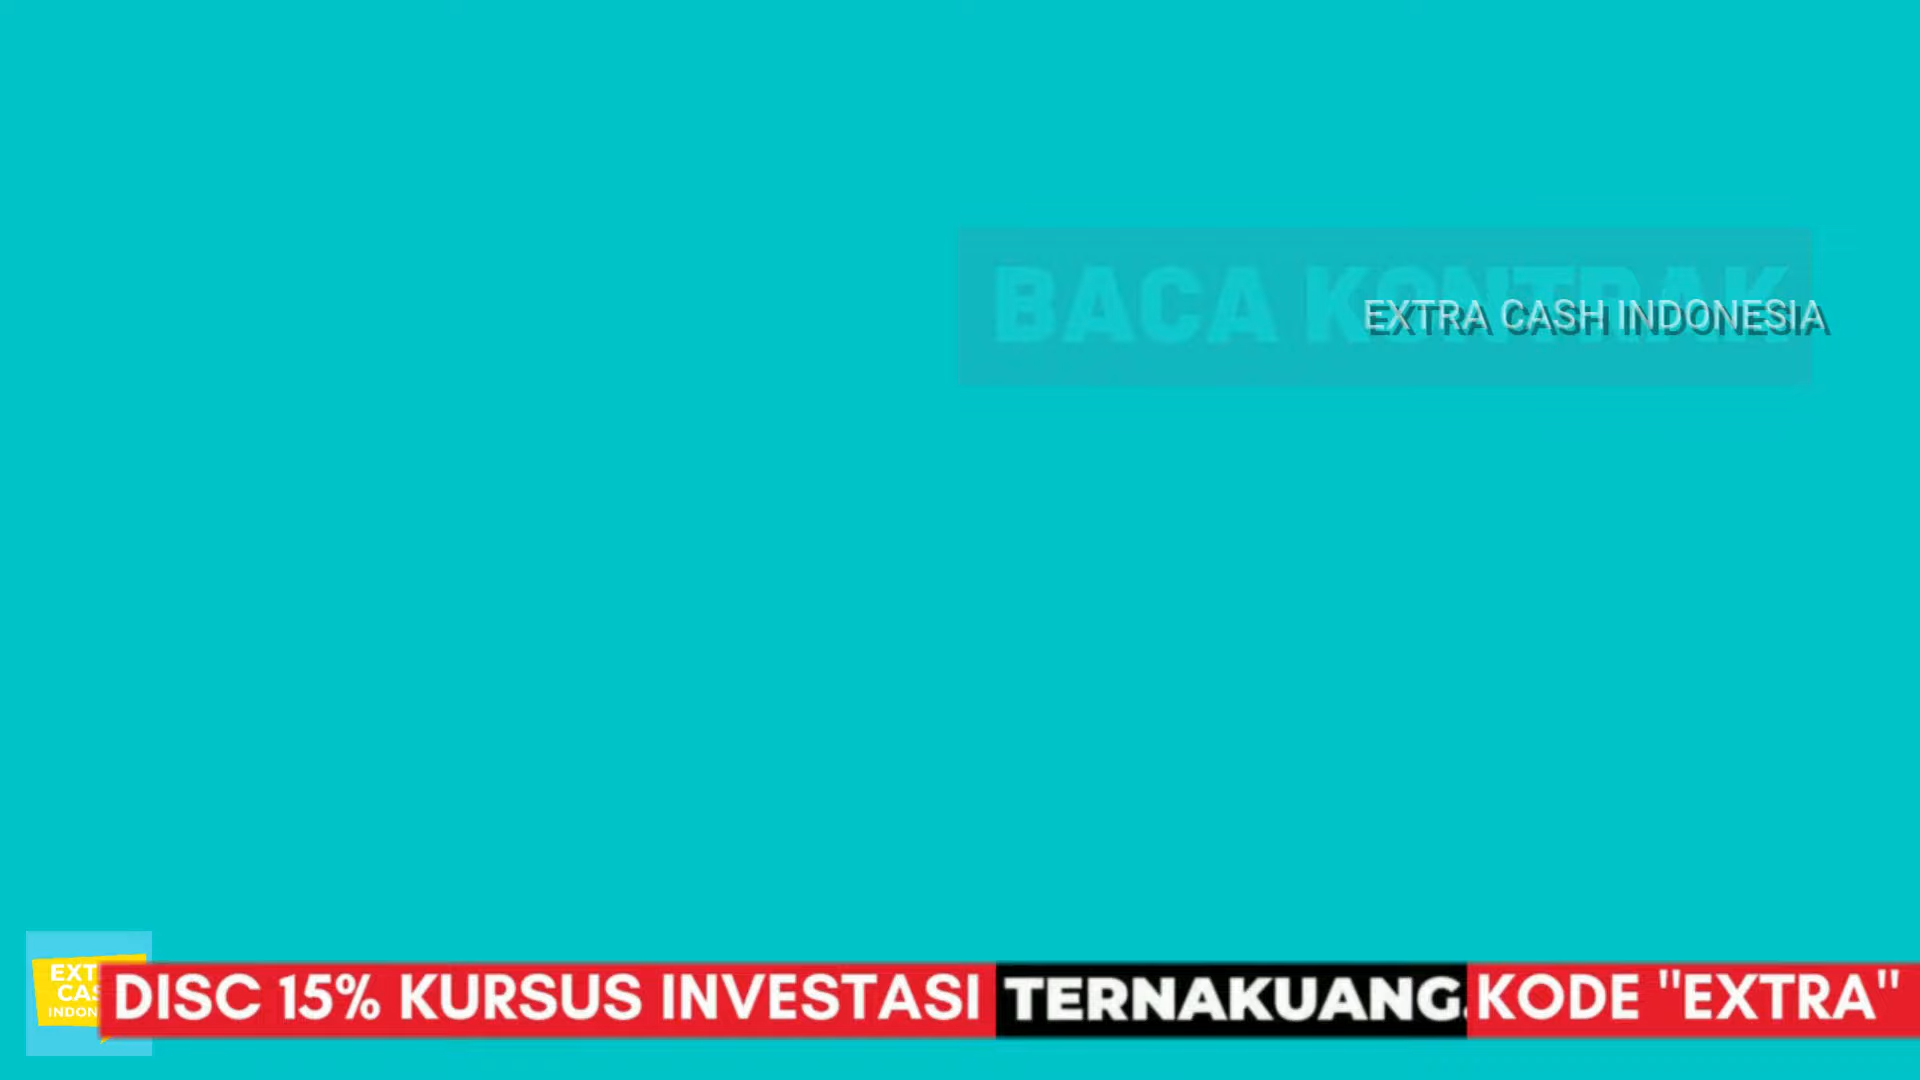 BACA KONTRAK
EXTRA CASH INDONESIA
DISC 15% KURSUS INVESTASI TERNAKUANG. KODE "EXTRA"